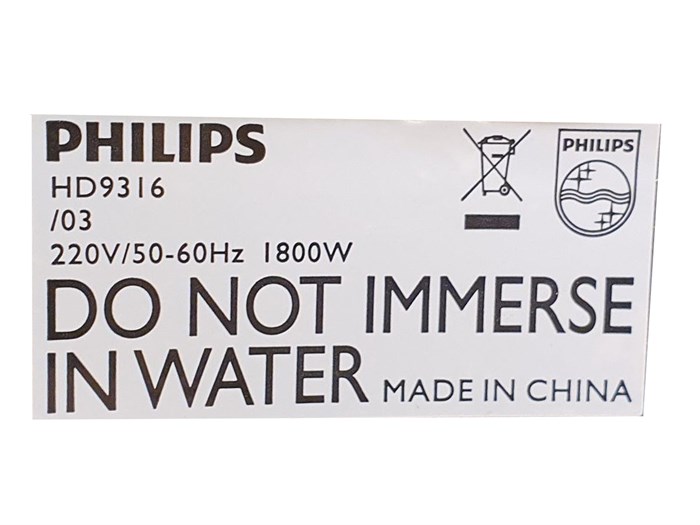 PHILIPS
HD9316
/03
220V/50-60Hz 1800W
PHILIPS
DO NOT IMMERSE
IN WATER MADE IN CHINA